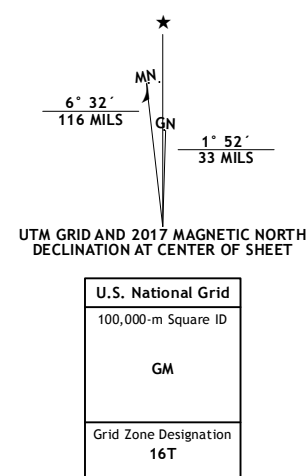 ★
MN.
6° 32´
116 MILS
GN
1° 52´
33 MILS
UTM GRID AND 2017 MAGNETIC NORTH
DECLINATION AT CENTER OF SHEET
U.S. National Grid
100,000-m Square ID
GM
Grid Zone Designation
16T